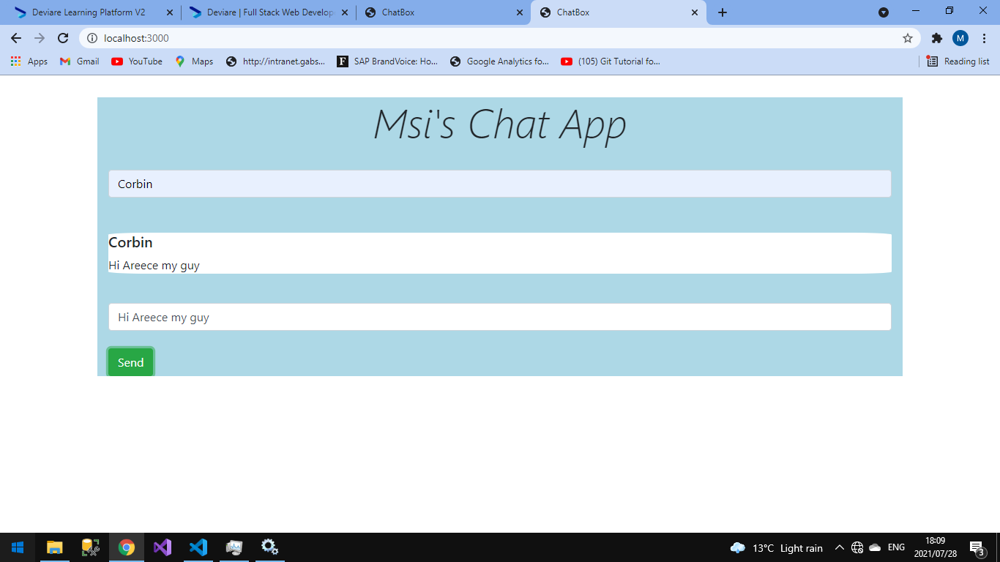 Deviare Learning Platform V2
Deviare | Full Stack Web Develop
ChatBox
ChatBox
localhost:3000
M
Apps
Gmail
YouTube
Maps
http://intranet.gabs...
F
SAP BrandVoice: Ho...
Google Analytics fo...
(105) Git Tutorial fo...
Reading list
Msi's Chat App
Corbin
Corbin
Hi Areece my guy
Hi Areece my guy
Send
13°C Light rain
ENG
18:09
2021/07/28
3